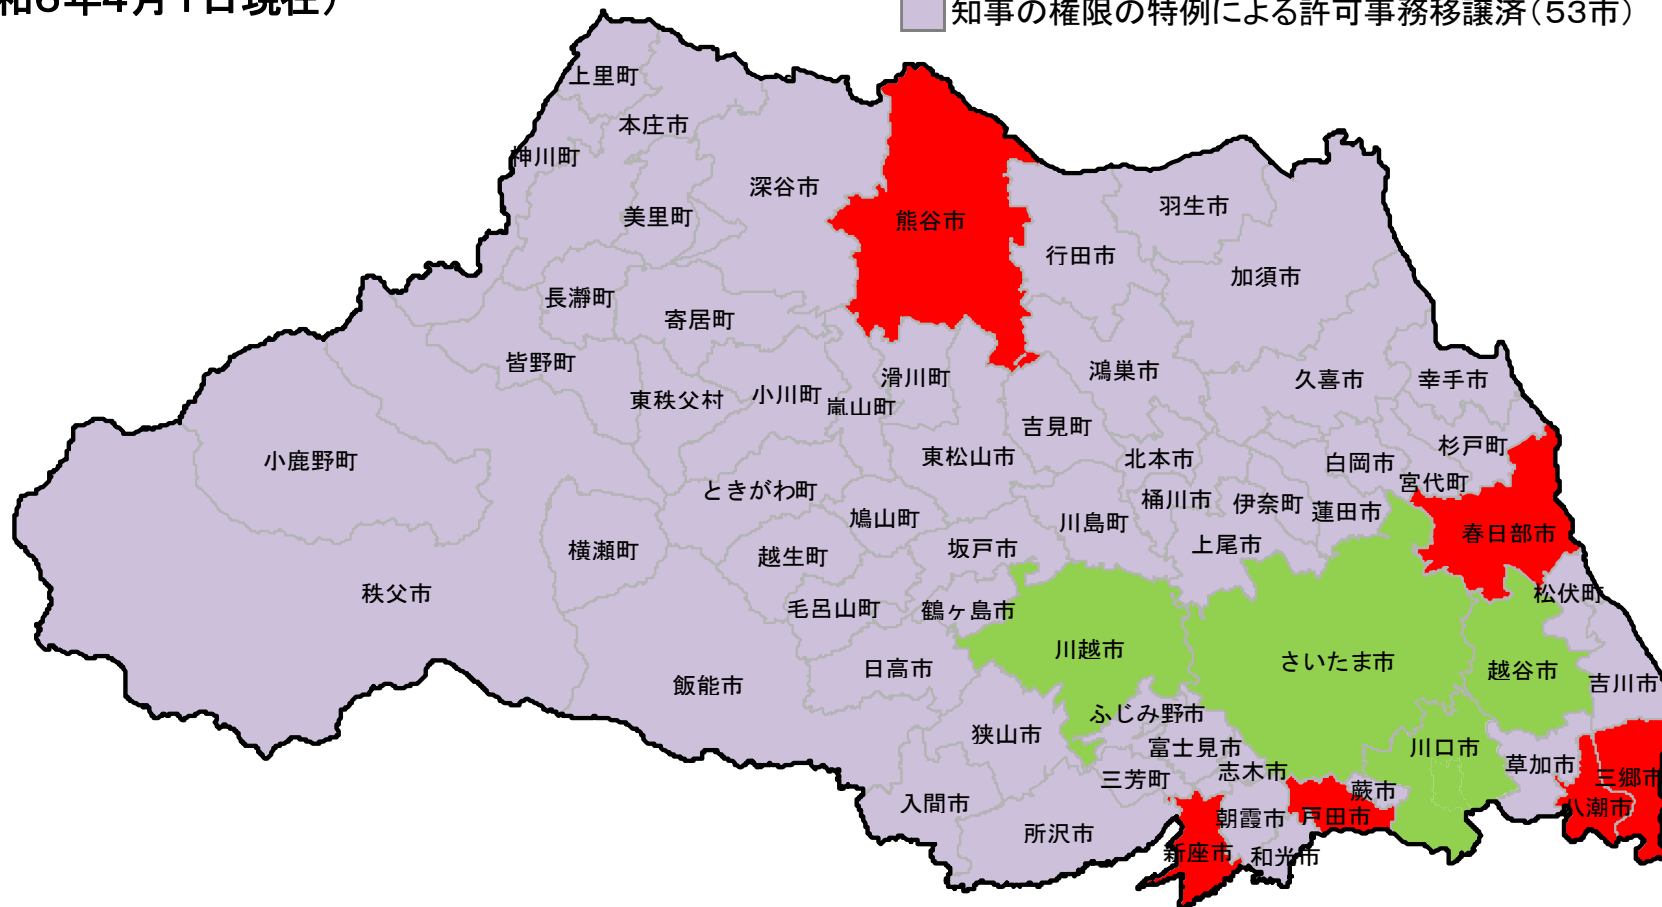 和6年4月1日現在）
知事の権限の特例による許可事務移譲済（53市）
上里町
本庄市
神川町
深谷市
美里町
熊谷市
羽生市
行田市
加須市
長瀞町
寄居町
皆野町
鴻巣市
滑川町
久喜市
幸手市
小川町
東秩父村
嵐山町
吉見町
杉戸町
東松山市
北本市
白岡市
小鹿野町
宮代町
ときがわ町
桶川市
伊奈町
蓮田市
鳩山町
川島町
春日部市
横瀬町
越生町
坂戸市
上尾市
秩父市
松伏町
毛呂山町
鶴ヶ島市
川越市
さいたま市
日高市
越谷市
飯能市
吉川市
ふじみ野市
狭山市
富士見市
川口市
志木市
草加市
三芳町
三郷市
蕨市
入間市
八潮市
朝霞市
戸田市
所沢市
新座市
和光市